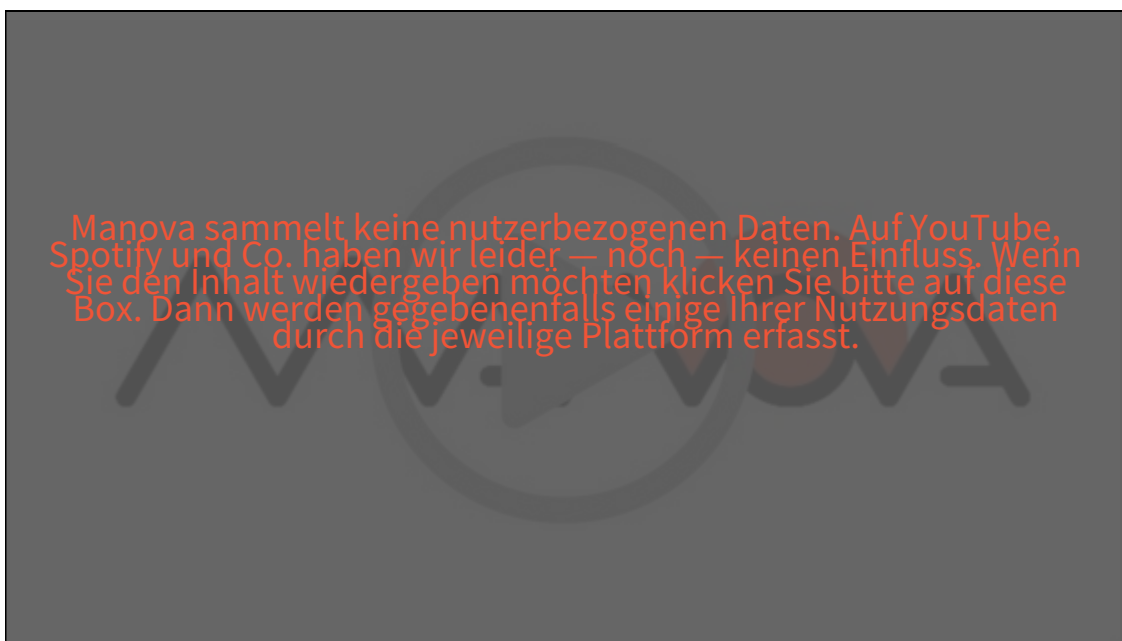 Manova sammelt keine nutzerbezogenen Daten. Auf YouTube,
Spotify und Co. haben wir leider — noch — keinen Einfluss. Wenn
Sie den Inhalt wiedergeben möchten klicken Sie bitte auf diese
Box. Dann werden gegebenenfalls einige Ihrer Nutzungsdaten
durch die jeweilige Plattform erfasst.
MANOVA